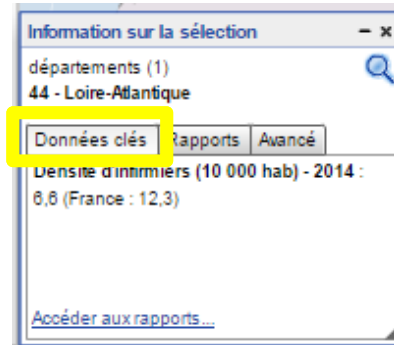 Information sur la sélection
départements (1)
44 - Loire-Atlantique
Données clés Rapports Avancé
Densité d'infirmiers (10 000 hab) - 2014 :
6,6 (France : 12,3)
Accéder aux rapports...